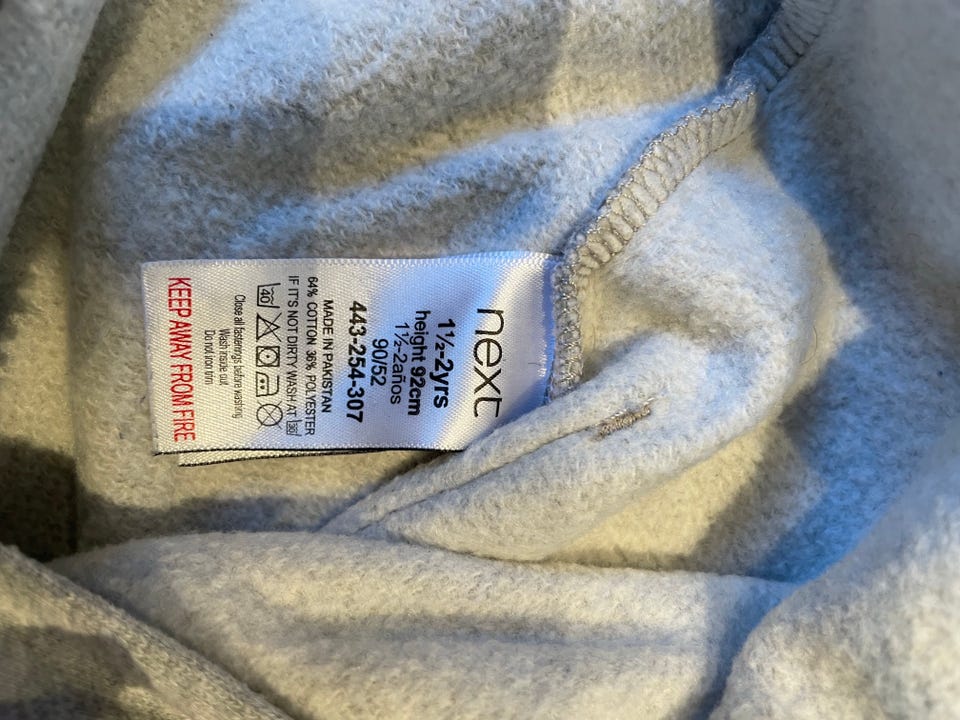 next
1½-2yrs
height 92cm
1½-2años
90/52
443-254-307
MADE IN PAKISTAN
64% COTTON 36% POLYESTER
IF IT'S NOT DIRTY WASH AT 30
40
Close all fastenings before washing
Wash inside out
Do not iron trim
KEEP AWAY FROM FIRE